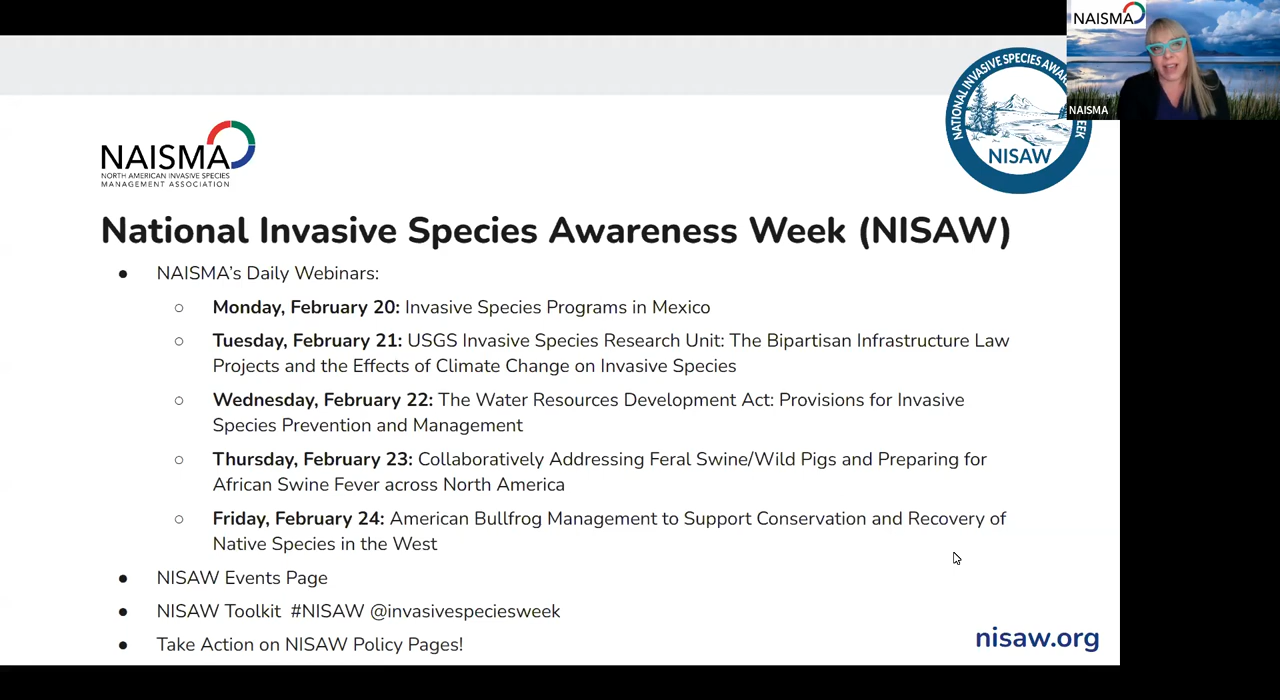 NAISMA
NAISMA
NATIONAL INVASIVE SPECIES AWA
EEK
NISAW
NAISMA
NORTH AMERICAN INVASIVE SPECIES
MANAGEMENT ASSOCIATION
National Invasive Species Awareness Week (NISAW)
● NAISMA's Daily Webinars:
○ Monday, February 20: Invasive Species Programs in Mexico
○ Tuesday, February 21: USGS Invasive Species Research Unit: The Bipartisan Infrastructure Law
Projects and the Effects of Climate Change on Invasive Species
○ Wednesday, February 22: The Water Resources Development Act: Provisions for Invasive
Species Prevention and Management
○ Thursday, February 23: Collaboratively Addressing Feral Swine/Wild Pigs and Preparing for
African Swine Fever across North America
○ Friday, February 24: American Bullfrog Management to Support Conservation and Recovery of
Native Species in the West
● NISAW Events Page
● NISAW Toolkit #NISAW @invasivespeciesweek
● Take Action on NISAW Policy Pages!
nisaw.org